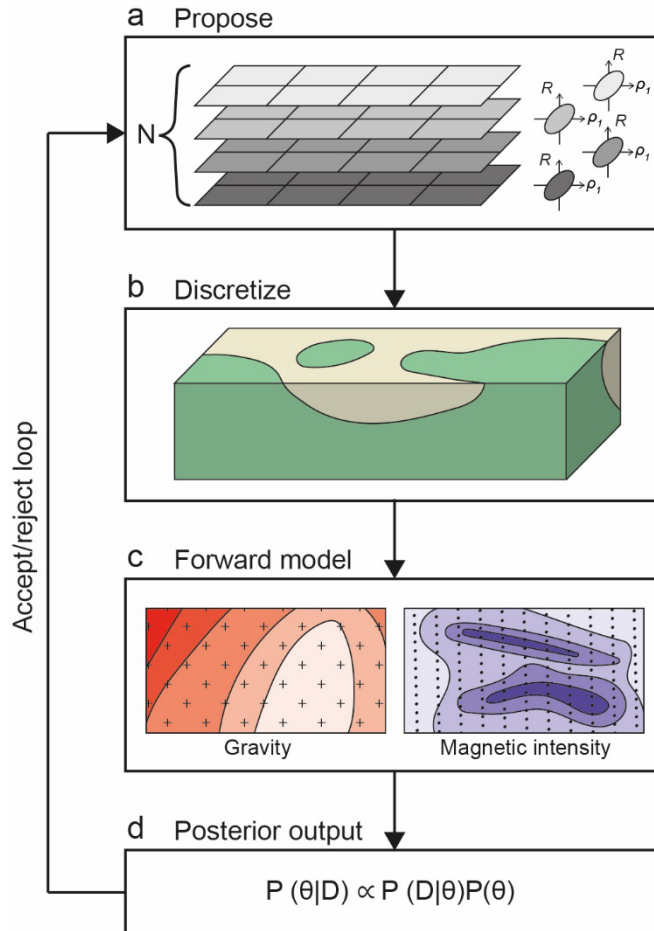 a Propose
N
R
ρ1
R
ρ1
R
ρ1
R
ρ1
b Discretize
Accept/reject loop
c Forward model
Gravity
Magnetic intensity
d Posterior output
P (θ|D) ∝ P (D|θ)P(θ)